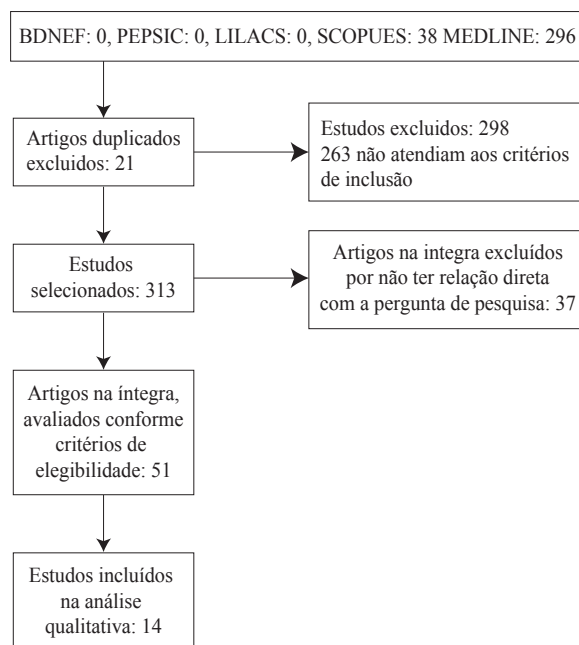 BDNEF: 0, PEPSIC: 0, LILACS: 0, SCOPUES: 38 MEDLINE: 296
Artigos duplicados
excluidos: 21
Estudos excluidos: 298
263 não atendiam aos critérios
de inclusão
Estudos
selecionados: 313
Artigos na integra excluídos
por não ter relação direta
com a pergunta de pesquisa: 37
Artigos na íntegra,
avaliados conforme
critérios de
elegibilidade: 51
Estudos incluídos
na análise
qualitativa: 14